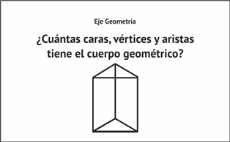 Eje Geometría
¿Cuántas caras, vértices y aristas
tiene el cuerpo geométrico?